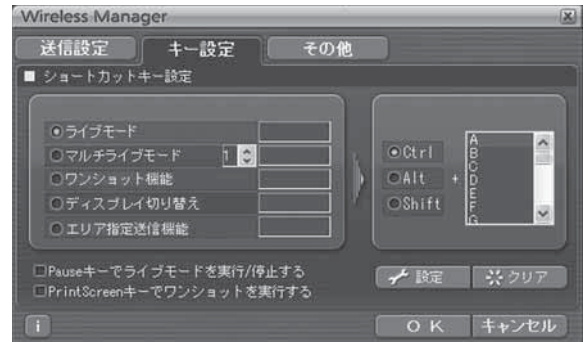 Wireless Manager
送信設定 キー設定 その他
ショートカットキー設定
ライブモード
マルチライブモード 1
ワンショット機能
ディスプレイ切り替え
エリア指定送信機能
Ctrl
Alt +
Shift
A
B
C
D
E
F
G
Pauseキーでライブモードを実行/停止する
PrintScreenキーでワンショットを実行する
設定 クリア
i OK キャンセル